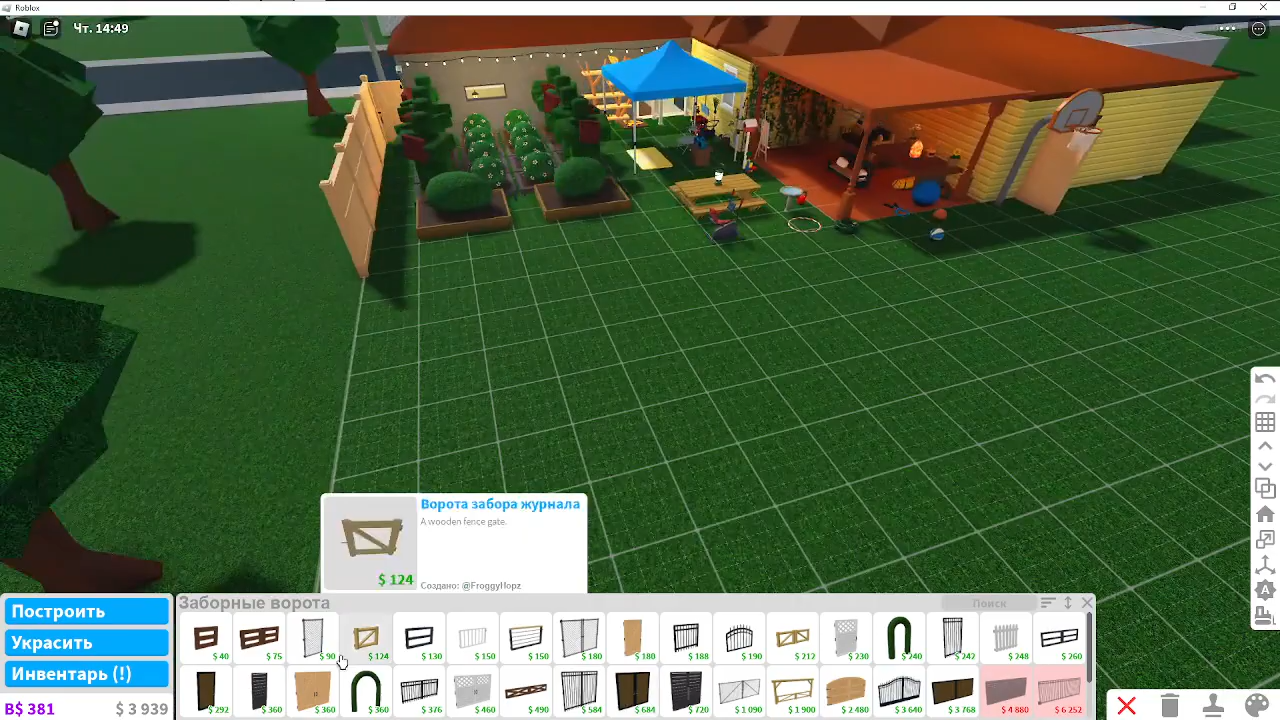 Roblox
Чт. 14:49
Ворота забора журнала
A wooden fence gate.
$ 124
Создано: @FroggyHopz
Построить
Украсить
Инвентарь (!)
B$ 381
$ 3 939
Заборные ворота
Поиск
$ 40
$ 75
$ 90
$ 124
$ 130
$ 150
$ 150
$ 180
$ 180
$ 188
$ 190
$ 212
$ 230
$ 240
$ 242
$ 248
$ 260
$ 292
$ 360
$ 360
$ 360
$ 376
$ 460
$ 490
$ 584
$ 684
$ 720
$ 1 090
$ 1 900
$ 2 480
$ 3 640
$ 3 768
$ 4 880
$ 6 252